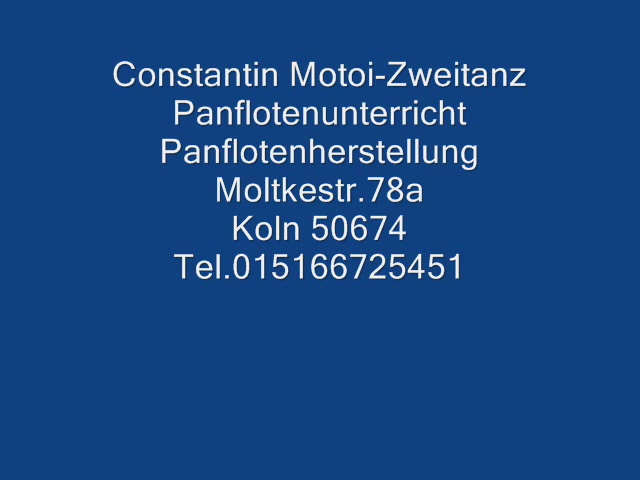 Constantin Motoi-Zweitanz
Panflotenunterricht
Panflotenherstellung
Moltkestr.78a
Koln 50674
Tel.015166725451